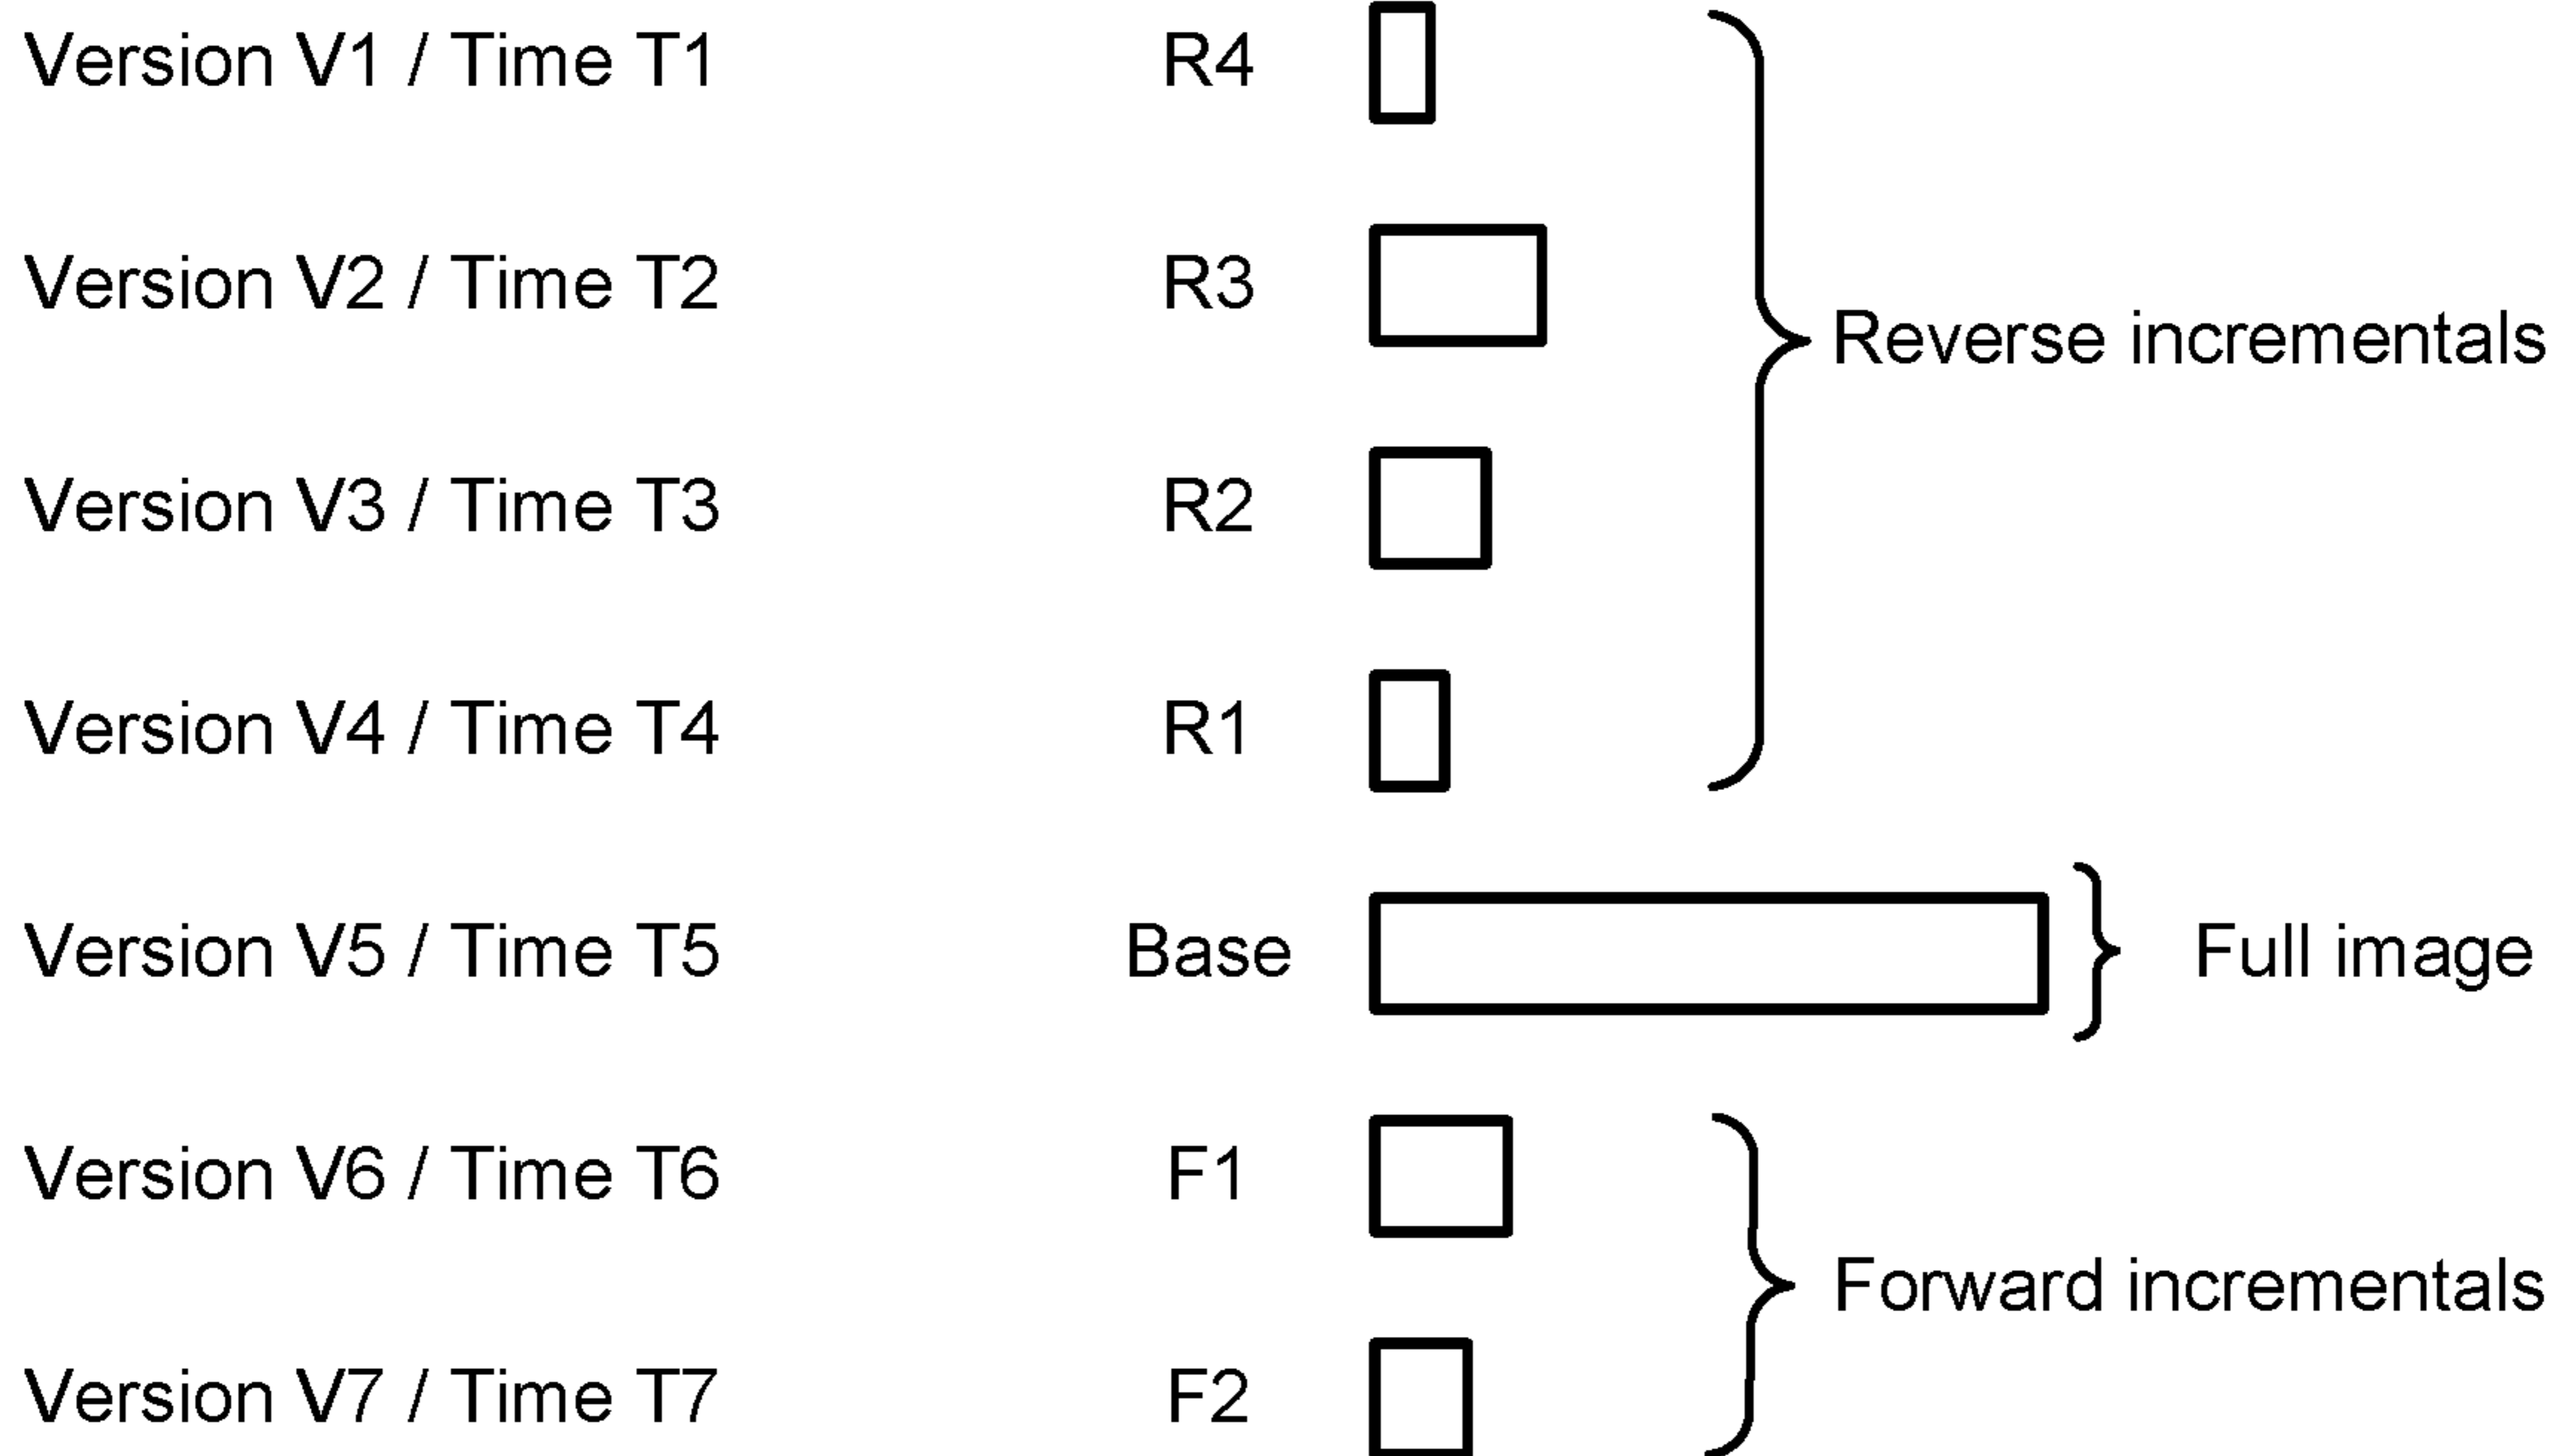 Version V1 / Time T1 R4
Version V2 / Time T2 R3
Reverse incrementals
Version V3 / Time T3 R2
Version V4 / Time T4 R1
Version V5 / Time T5 Base Full image
Version V6 / Time T6 F1
Forward incrementals
Version V7 / Time T7 F2